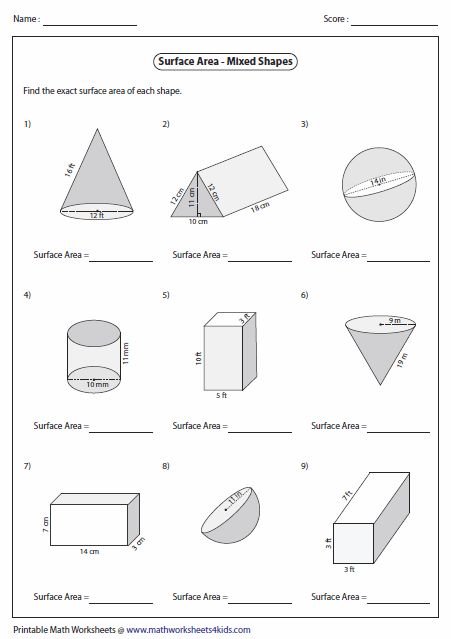 Name : Score :
Surface Area - Mixed Shapes
Find the exact surface area of each shape.
1) 2) 3)
16 ft 12 ft
12 cm 11 cm 12 cm 10 cm 18 cm
14 in
Surface Area = Surface Area = Surface Area =
4) 5) 6)
11 mm 10 mm
3 ft 10 ft 5 ft
9 m 19 m
Surface Area = Surface Area = Surface Area =
7) 8) 9)
7 cm 14 cm 3 cm
11 in
7 ft 3 ft 3 ft
Surface Area = Surface Area = Surface Area =
Printable Math Worksheets @ www.mathworksheets4kids.com